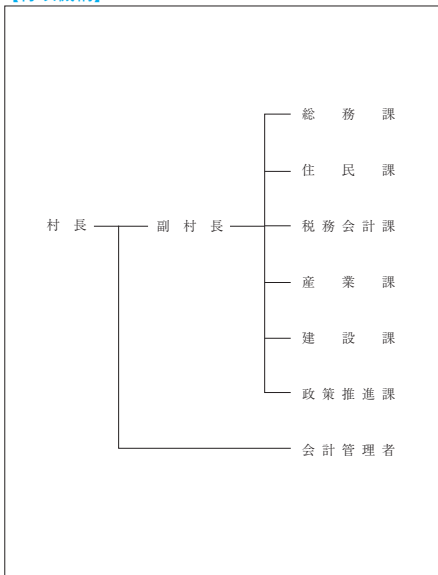 総務課
住民課
村長 副村長 税務会計課
産業課
建設課
政策推進課
会計管理者